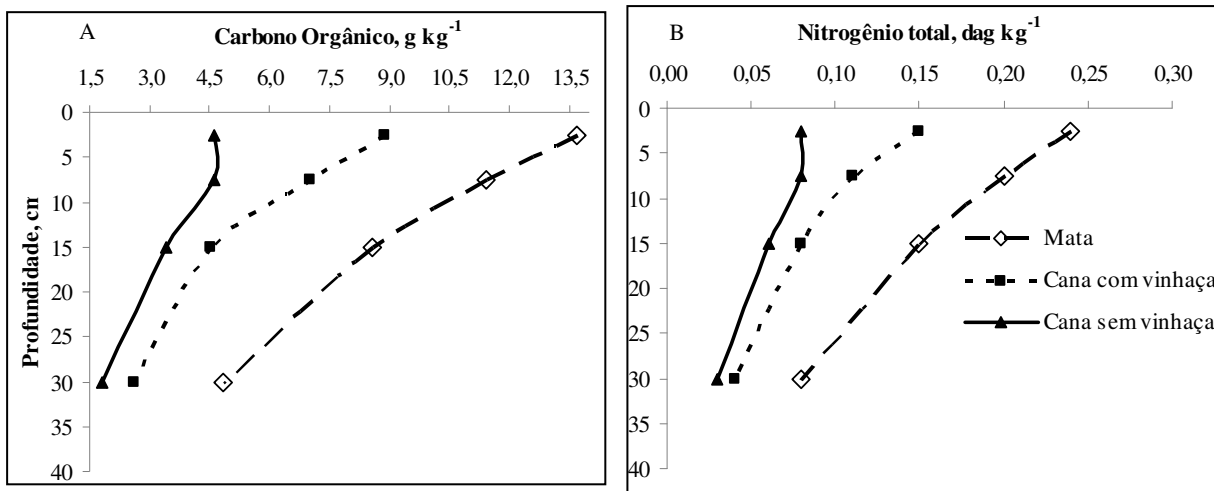 A
Carbono Orgânico, g kg-1
1,5 3,0 4,5 6,0 7,5 9,0 10,5 12,0 13,5
0
5
10
15
20
25
30
35
40
Profundidade, cn
B
Nitrogênio total, dag kg-1
0,00 0,05 0,10 0,15 0,20 0,25 0,30
0
5
10
15
20
25
30
35
40
Mata
Cana com vinhaça
Cana sem vinhaça